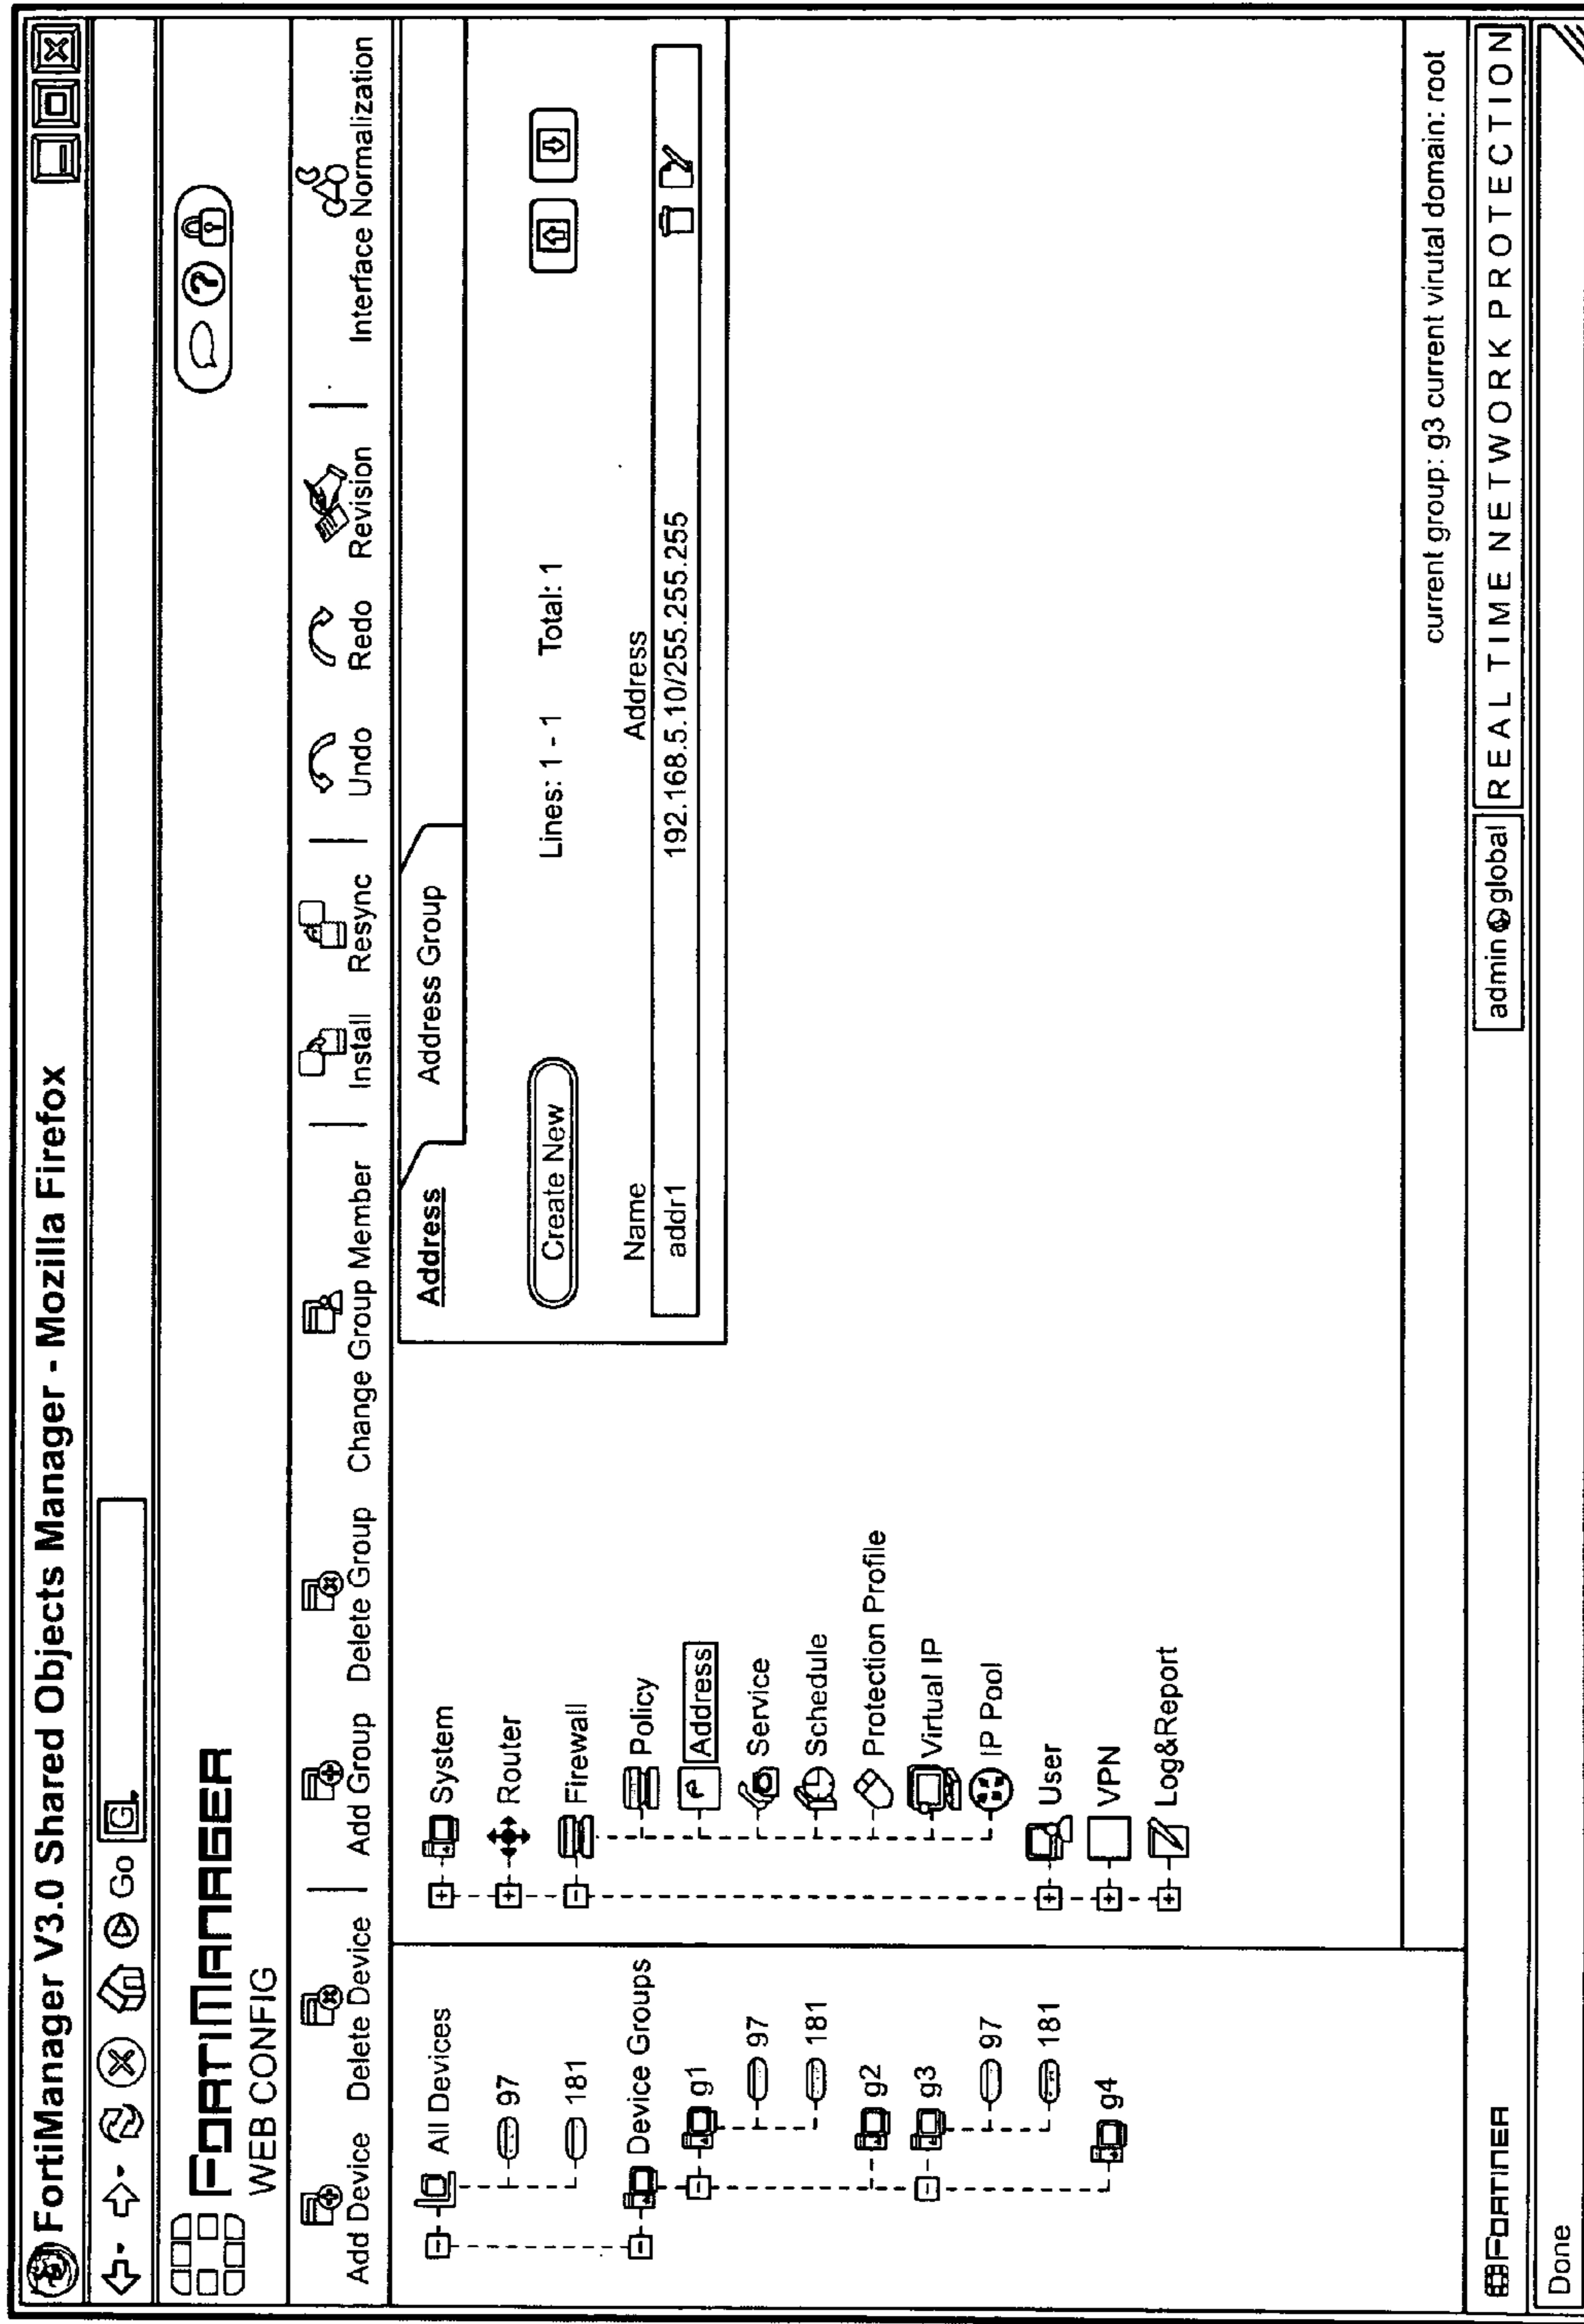 FortiManager V3.0 Shared Objects Manager - Mozilla Firefox
Go G
FORTIMANAGER
WEB CONFIG
Add Device Delete Device | Add Group Delete Group Change Group Member | Install Resync | Undo Redo Revision | Interface Normalization
All Devices
97
181
Device Groups
g1
97
181
g2
g3
97
181
g4
System
Router
Firewall
Policy
Address
Service
Schedule
Protection Profile
Virtual IP
IP Pool
User
VPN
Log&Report
Address Address Group
Create New Lines: 1 - 1 Total: 1
Name Address
addr1 192.168.5.10/255.255.255.255
current group: g3 current virutal domain: root
FORTINET admin@global REAL TIME NETWORK PROTECTION
Done